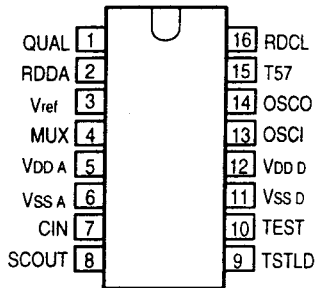 QUAL 1 16 RDCL
RDDA 2 15 T57
Vref 3 14 OSCO
MUX 4 13 OSCI
VDD A 5 12 VDD D
VSS A 6 11 VSS D
CIN 7 10 TEST
SCOUT 8 9 TSTLD